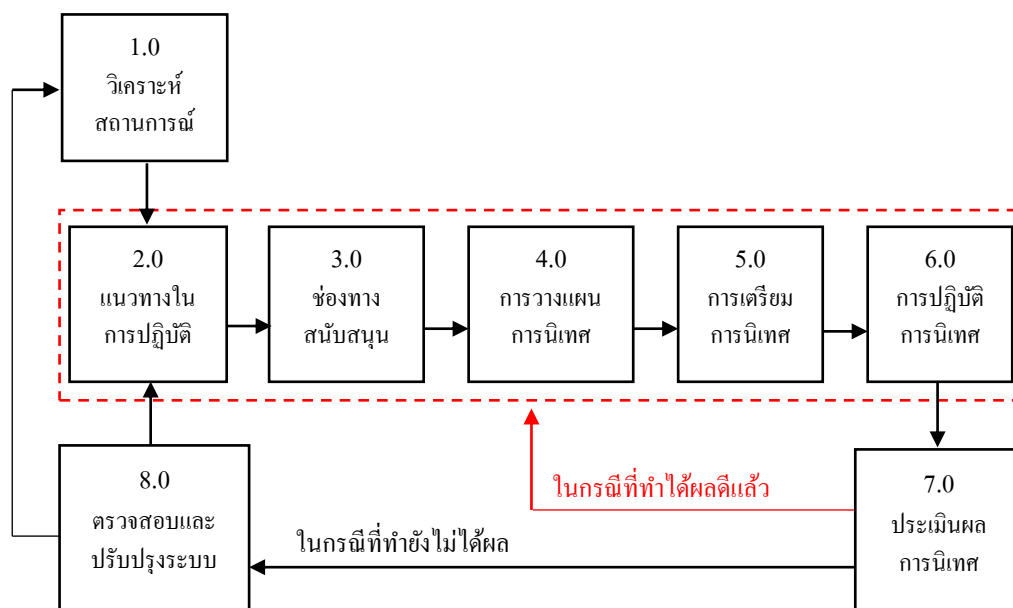 1.0
วิเคราะห์
สถานการณ์
2.0
แนวทางใน
การปฏิบัติ
3.0
ช่องทาง
สนับสนุน
4.0
การวางแผน
การนิเทศ
5.0
การเตรียม
การนิเทศ
6.0
การปฏิบัติ
การนิเทศ
8.0
ตรวจสอบและ
ปรับปรุงระบบ
ในกรณีที่ทำได้ผลดีแล้ว
ในกรณีที่ทำยังไม่ได้ผล
7.0
ประเมินผล
การนิเทศ